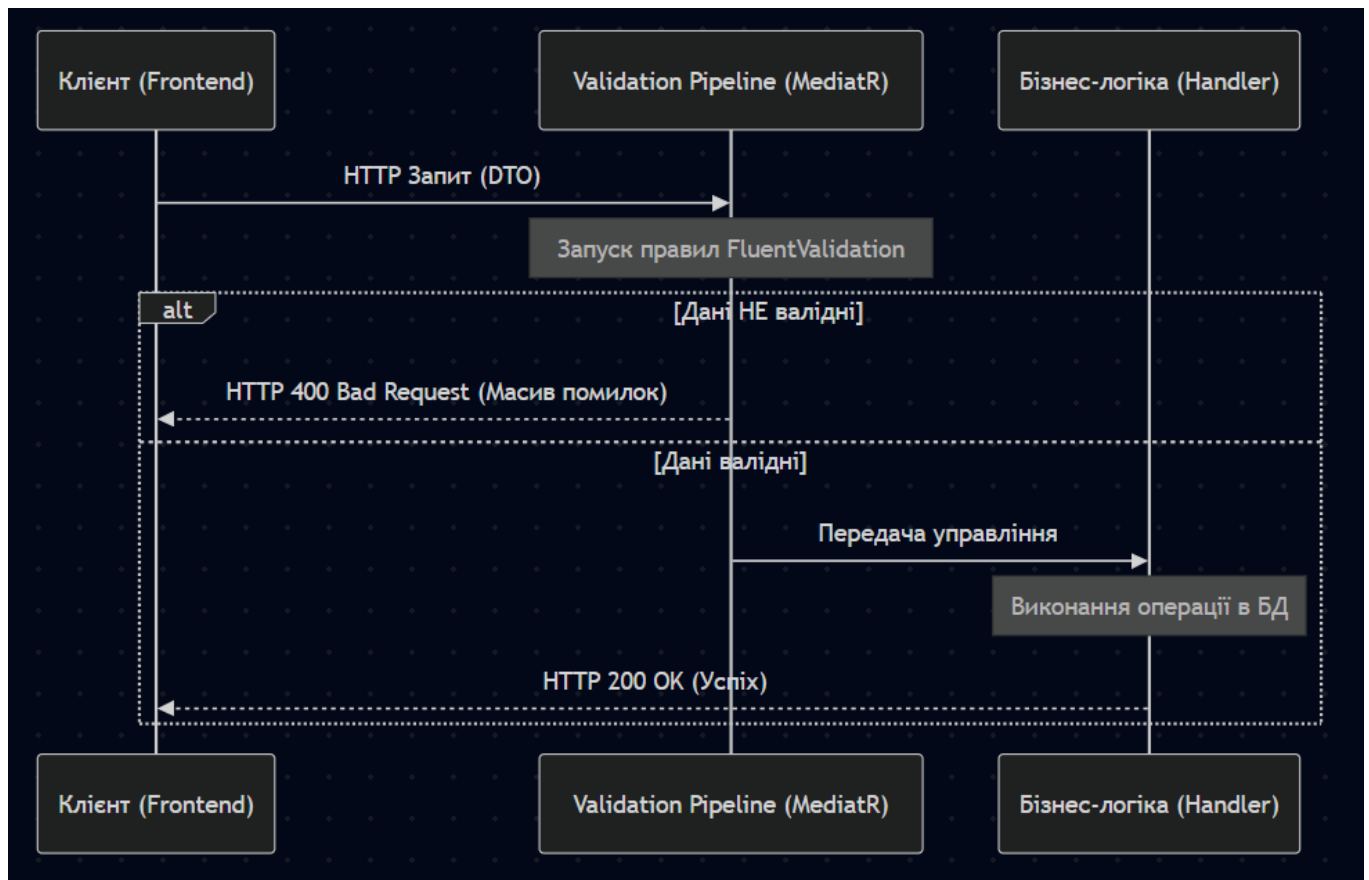 Клієнт (Frontend)
Validation Pipeline (MediatR)
Бізнес-логіка (Handler)
HTTP Запит (DTO)
Запуск правил FluentValidation
alt
[Дані НЕ валідні]
HTTP 400 Bad Request (Масив помилок)
[Дані валідні]
Передача управління
Виконання операції в БД
HTTP 200 OK (Успіх)
Клієнт (Frontend)
Validation Pipeline (MediatR)
Бізнес-логіка (Handler)